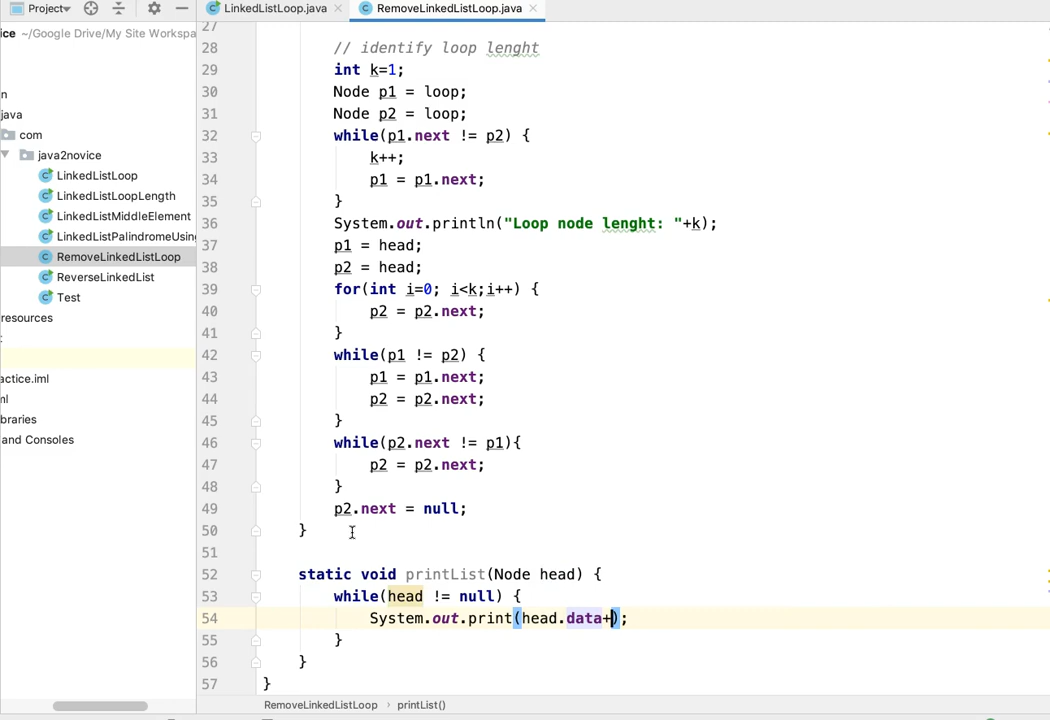 Project LinkedListLoop.java RemoveLinkedListLoop.java
ice ~/Google Drive/My Site Workspa
n
java
com
java2novice
LinkedListLoop
LinkedListLoopLength
LinkedListMiddleElement
LinkedListPalindromeUsing
RemoveLinkedListLoop
ReverseLinkedList
Test
resources
:
actice.iml
ml
braries
and Consoles
27
28 // identify loop lenght
29 int k=1;
30 Node p1 = loop;
31 Node p2 = loop;
32 while(p1.next != p2) {
33 k++;
34 p1 = p1.next;
35 }
36 System.out.println("Loop node lenght: "+k);
37 p1 = head;
38 p2 = head;
39 for(int i=0; i<k;i++) {
40 p2 = p2.next;
41 }
42 while(p1 != p2) {
43 p1 = p1.next;
44 p2 = p2.next;
45 }
46 while(p2.next != p1){
47 p2 = p2.next;
48 }
49 p2.next = null;
50 }
51
52 static void printList(Node head) {
53 while(head != null) {
54 System.out.print(head.data+);
55 }
56 }
57 }
RemoveLinkedListLoop › printList()